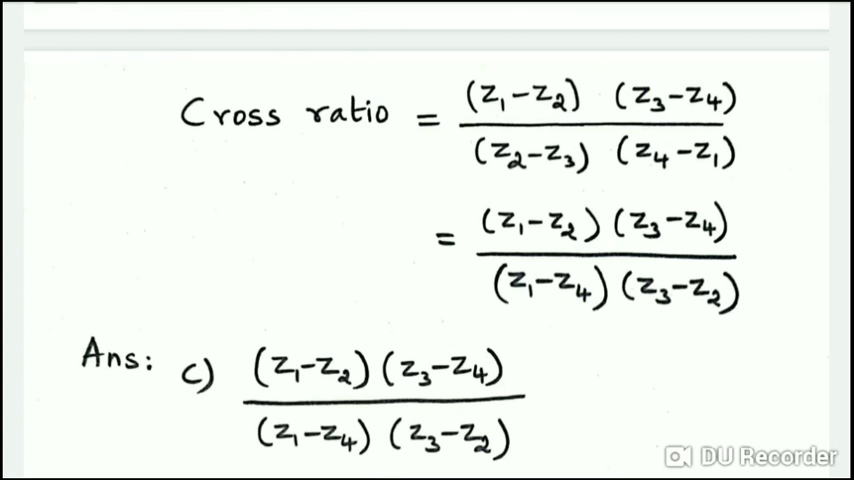 Cross ratio = (z₁−z₂) (z₃−z₄) / (z₂−z₃) (z₄−z₁)
= (z₁−z₂) (z₃−z₄) / (z₁−z₄) (z₃−z₂)
Ans: c) (z₁−z₂) (z₃−z₄) / (z₁−z₄) (z₃−z₂)
DU Recorder